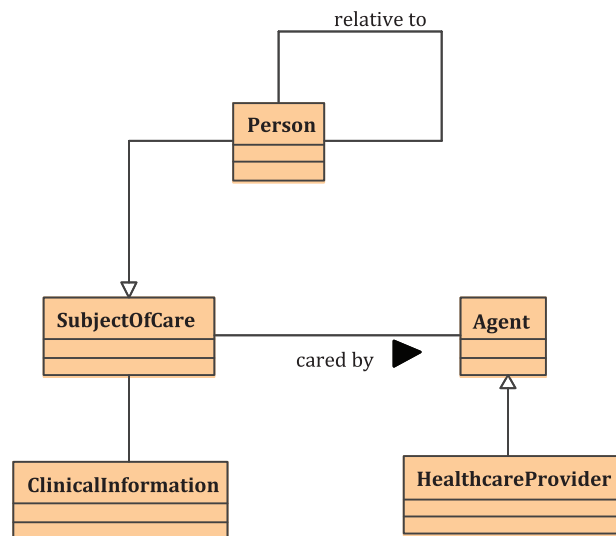 relative to
Person
SubjectOfCare
Agent
cared by
ClinicalInformation
HealthcareProvider